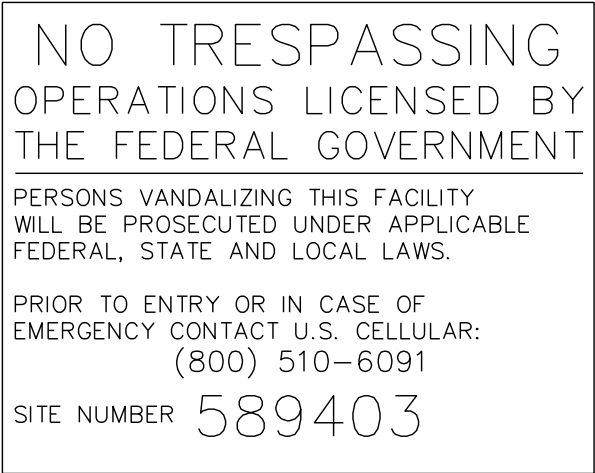 NO TRESPASSING
OPERATIONS LICENSED BY
THE FEDERAL GOVERNMENT
PERSONS VANDALIZING THIS FACILITY
WILL BE PROSECUTED UNDER APPLICABLE
FEDERAL, STATE AND LOCAL LAWS.
PRIOR TO ENTRY OR IN CASE OF
EMERGENCY CONTACT U.S. CELLULAR:
(800) 510-6091
SITE NUMBER 589403